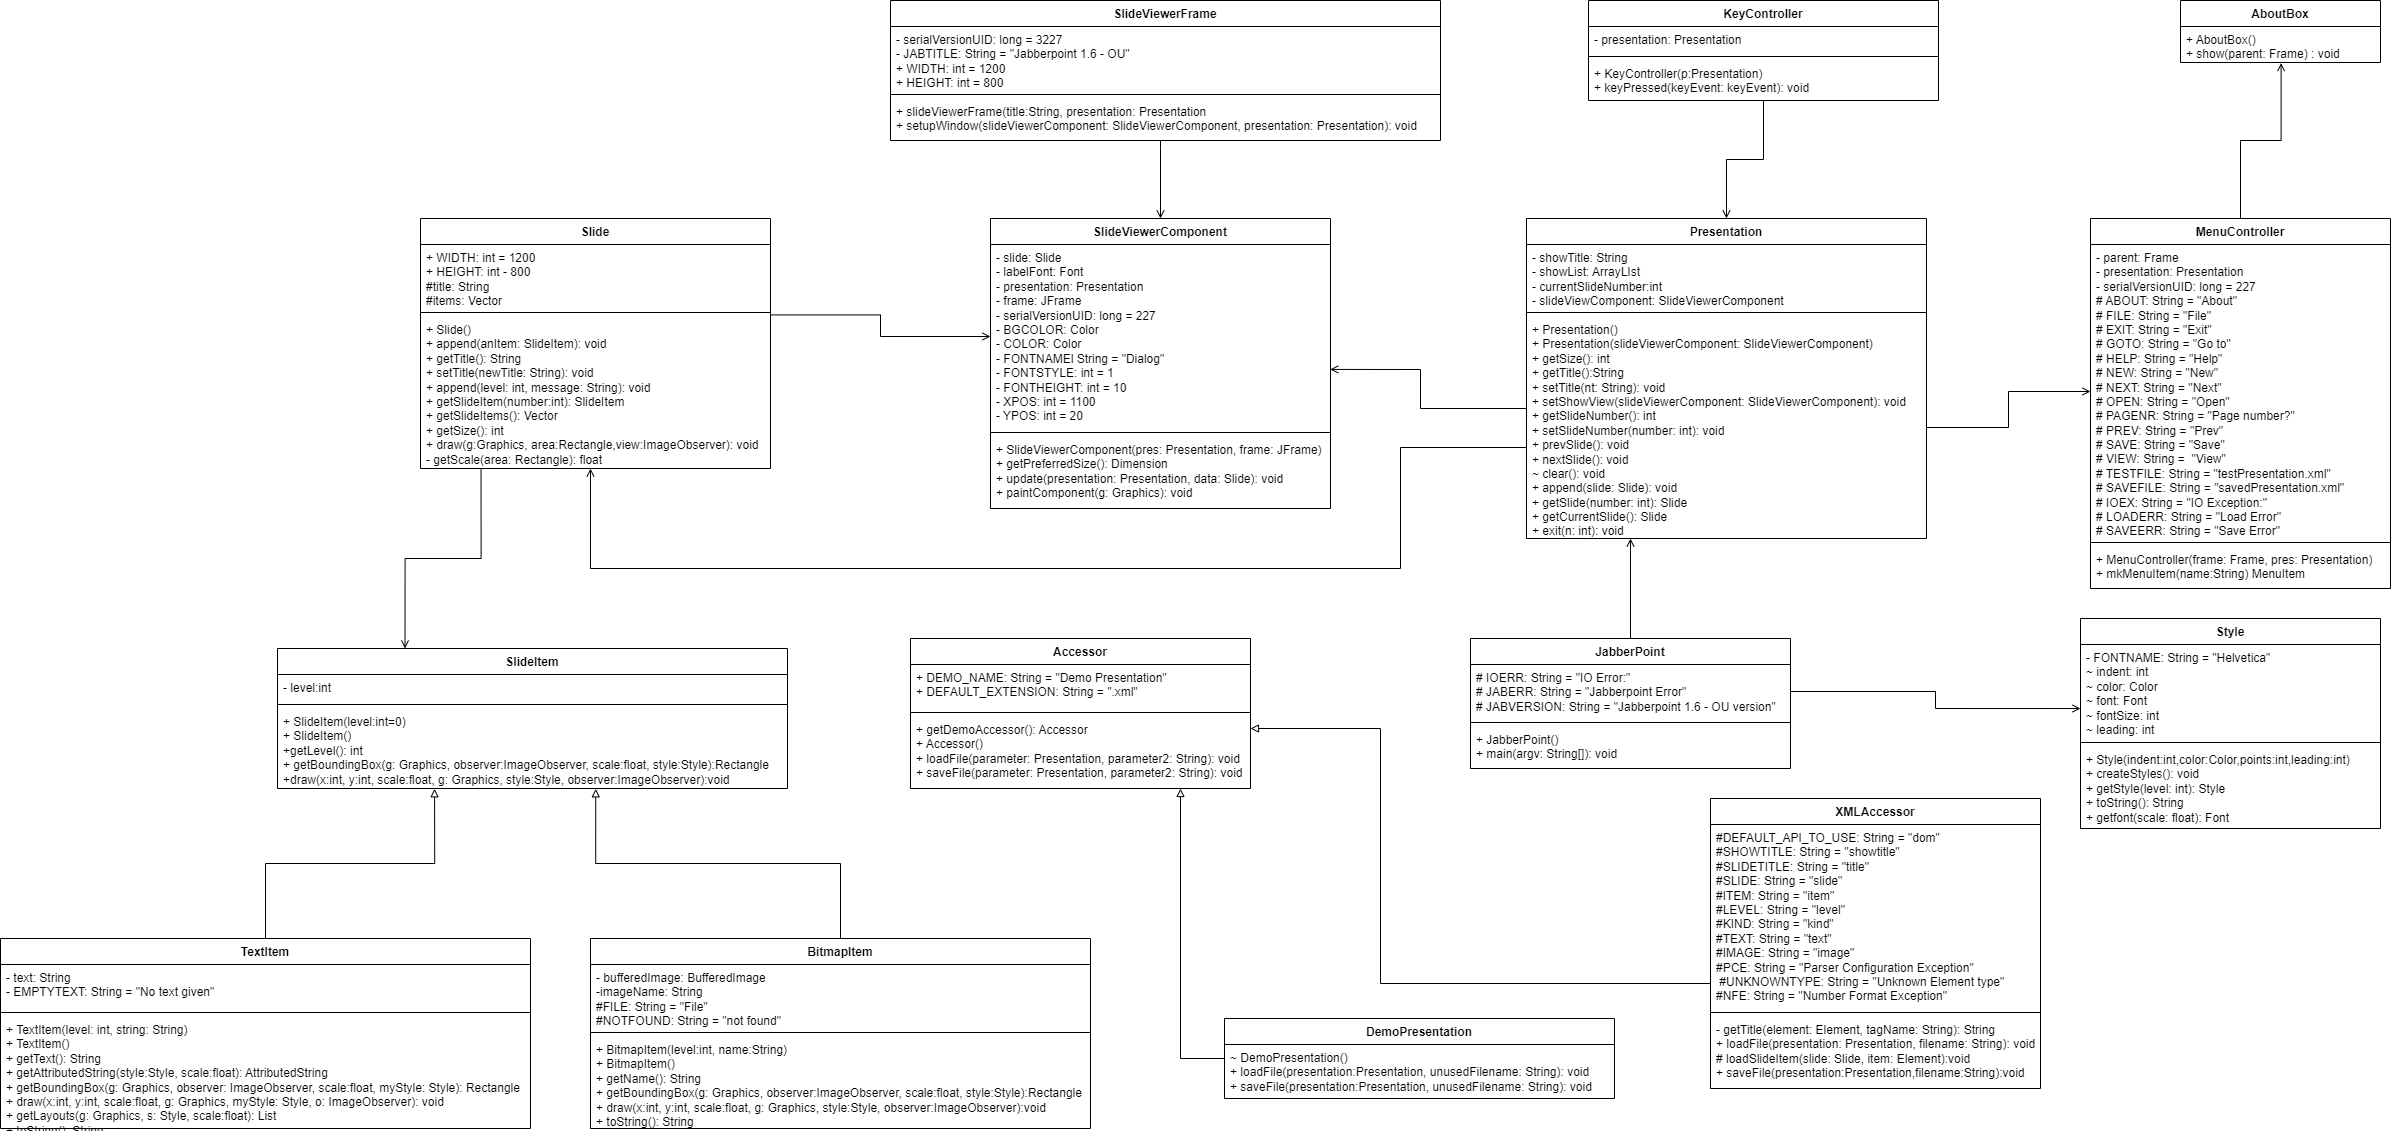 SlideViewerFrame
- serialVersionUID: long = 3227
- JABTITLE: String = "Jabberpoint 1.6 - OU"
+ WIDTH: int = 1200
+ HEIGHT: int = 800
+ slideViewerFrame(title:String, presentation: Presentation
+ setupWindow(slideViewerComponent: SlideViewerComponent, presentation: Presentation): void
KeyController
- presentation: Presentation
+ KeyController(p:Presentation)
+ keyPressed(keyEvent: keyEvent): void
AboutBox
+ AboutBox()
+ show(parent: Frame) : void
Slide
+ WIDTH: int = 1200
+ HEIGHT: int - 800
#title: String
#items: Vector
+ Slide()
+ append(anItem: SlideItem): void
+ getTitle(): String
+ setTitle(newTitle: String): void
+ append(level: int, message: String): void
+ getSlideItem(number:int): SlideItem
+ getSlideItems(): Vector
+ getSize(): int
+ draw(g:Graphics, area:Rectangle,view:ImageObserver): void
- getScale(area: Rectangle): float
SlideViewerComponent
- slide: Slide
- labelFont: Font
- presentation: Presentation
- frame: JFrame
- serialVersionUID: long = 227
- BGCOLOR: Color
- COLOR: Color
- FONTNAMEl String = "Dialog"
- FONTSTYLE: int = 1
- FONTHEIGHT: int = 10
- XPOS: int = 1100
- YPOS: int = 20
+ SlideViewerComponent(pres: Presentation, frame: JFrame)
+ getPreferredSize(): Dimension
+ update(presentation: Presentation, data: Slide): void
+ paintComponent(g: Graphics): void
Presentation
- showTitle: String
- showList: ArrayLIst
- currentSlideNumber:int
- slideViewComponent: SlideViewerComponent
+ Presentation()
+ Presentation(slideViewerComponent: SlideViewerComponent)
+ getSize(): int
+ getTitle():String
+ setTitle(nt: String): void
+ setShowView(slideViewerComponent: SlideViewerComponent): void
+ getSlideNumber(): int
+ setSlideNumber(number: int): void
+ prevSlide(): void
+ nextSlide(): void
~ clear(): void
+ append(slide: Slide): void
+ getSlide(number: int): Slide
+ getCurrentSlide(): Slide
+ exit(n: int): void
MenuController
- parent: Frame
- presentation: Presentation
- serialVersionUID: long = 227
# ABOUT: String = "About"
# FILE: String = "File"
# EXIT: String = "Exit"
# GOTO: String = "Go to"
# HELP: String = "Help"
# NEW: String = "New"
# NEXT: String = "Next"
# OPEN: String = "Open"
# PAGENR: String = "Page number?"
# PREV: String = "Prev"
# SAVE: String = "Save"
# VIEW: String =  "View"
# TESTFILE: String = "testPresentation.xml"
# SAVEFILE: String = "savedPresentation.xml"
# IOEX: String = "IO Exception:"
# LOADERR: String = "Load Error"
# SAVEERR: String = "Save Error"
+ MenuController(frame: Frame, pres: Presentation)
+ mkMenuItem(name:String) MenuItem
SlideItem
- level:int
+ SlideItem(level:int=0)
+ SlideItem()
+getLevel(): int
+ getBoundingBox(g: Graphics, observer:ImageObserver, scale:float, style:Style):Rectangle
+draw(x:int, y:int, scale:float, g: Graphics, style:Style, observer:ImageObserver):void
Accessor
+ DEMO_NAME: String = "Demo Presentation"
+ DEFAULT_EXTENSION: String = ".xml"
+ getDemoAccessor(): Accessor
+ Accessor()
+ loadFile(parameter: Presentation, parameter2: String): void
+ saveFile(parameter: Presentation, parameter2: String): void
JabberPoint
# IOERR: String = "IO Error:"
# JABERR: String = "Jabberpoint Error"
# JABVERSION: String = "Jabberpoint 1.6 - OU version"
+ JabberPoint()
+ main(argv: String[]): void
Style
- FONTNAME: String = "Helvetica"
~ indent: int
~ color: Color
~ font: Font
~ fontSize: int
~ leading: int
+ Style(indent:int,color:Color,points:int,leading:int)
+ createStyles(): void
+ getStyle(level: int): Style
+ toString(): String
+ getfont(scale: float): Font
XMLAccessor
#DEFAULT_API_TO_USE: String = "dom"
#SHOWTITLE: String = "showtitle"
#SLIDETITLE: String = "title"
#SLIDE: String = "slide"
#ITEM: String = "item"
#LEVEL: String = "level"
#KIND: String = "kind"
#TEXT: String = "text"
#IMAGE: String = "image"
#PCE: String = "Parser Configuration Exception"
#UNKNOWNTYPE: String = "Unknown Element type"
#NFE: String = "Number Format Exception"
- getTitle(element: Element, tagName: String): String
+ loadFile(presentation: Presentation, filename: String): void
# loadSlideItem(slide: Slide, item: Element):void
+ saveFile(presentation:Presentation,filename:String):void
TextItem
- text: String
- EMPTYTEXT: String = "No text given"
+ TextItem(level: int, string: String)
+ TextItem()
+ getText(): String
+ getAttributedString(style:Style, scale:float): AttributedString
+ getBoundingBox(g: Graphics, observer: ImageObserver, scale:float, myStyle: Style): Rectangle
+ draw(x:int, y:int, scale:float, g: Graphics, myStyle: Style, o: ImageObserver): void
+ getLayouts(g: Graphics, s: Style, scale:float): List
+ toString(): String
BitmapItem
- bufferedImage: BufferedImage
-imageName: String
#FILE: String = "File"
#NOTFOUND: String = "not found"
+ BitmapItem(level:int, name:String)
+ BitmapItem()
+ getName(): String
+ getBoundingBox(g: Graphics, observer:ImageObserver, scale:float, style:Style):Rectangle
+ draw(x:int, y:int, scale:float, g: Graphics, style:Style, observer:ImageObserver):void
+ toString(): String
DemoPresentation
~ DemoPresentation()
+ loadFile(presentation:Presentation, unusedFilename: String): void
+ saveFile(presentation:Presentation, unusedFilename: String): void